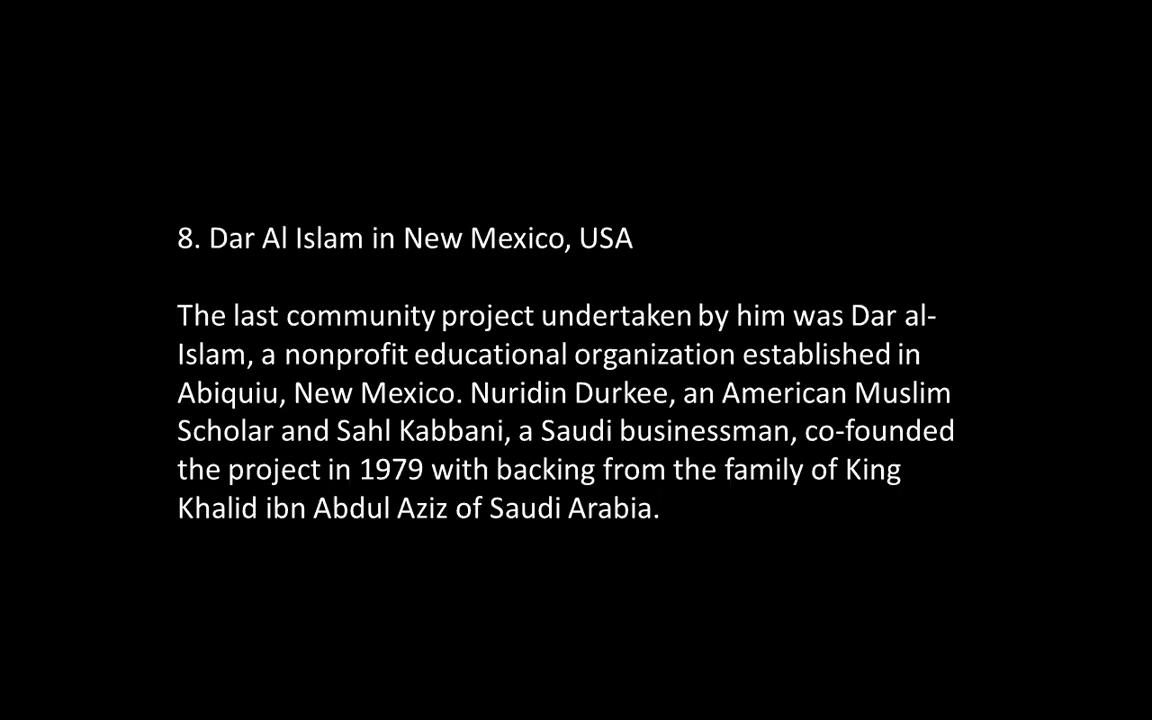 8. Dar Al Islam in New Mexico, USA
The last community project undertaken by him was Dar al-
Islam, a nonprofit educational organization established in
Abiquiu, New Mexico. Nuridin Durkee, an American Muslim
Scholar and Sahl Kabbani, a Saudi businessman, co-founded
the project in 1979 with backing from the family of King
Khalid ibn Abdul Aziz of Saudi Arabia.